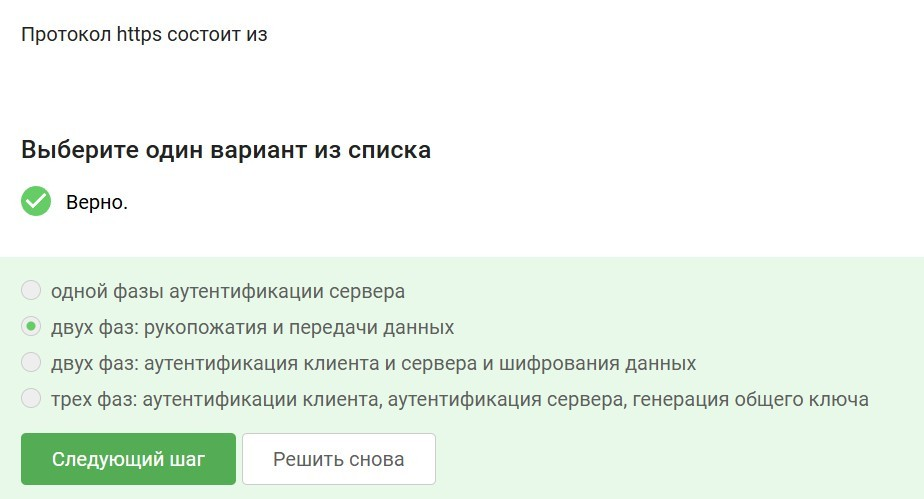 Протокол https состоит из
Выберите один вариант из списка
Верно.
одной фазы аутентификации сервера
двух фаз: рукопожатия и передачи данных
двух фаз: аутентификация клиента и сервера и шифрования данных
трех фаз: аутентификации клиента, аутентификация сервера, генерация общего ключа
Следующий шаг
Решить снова